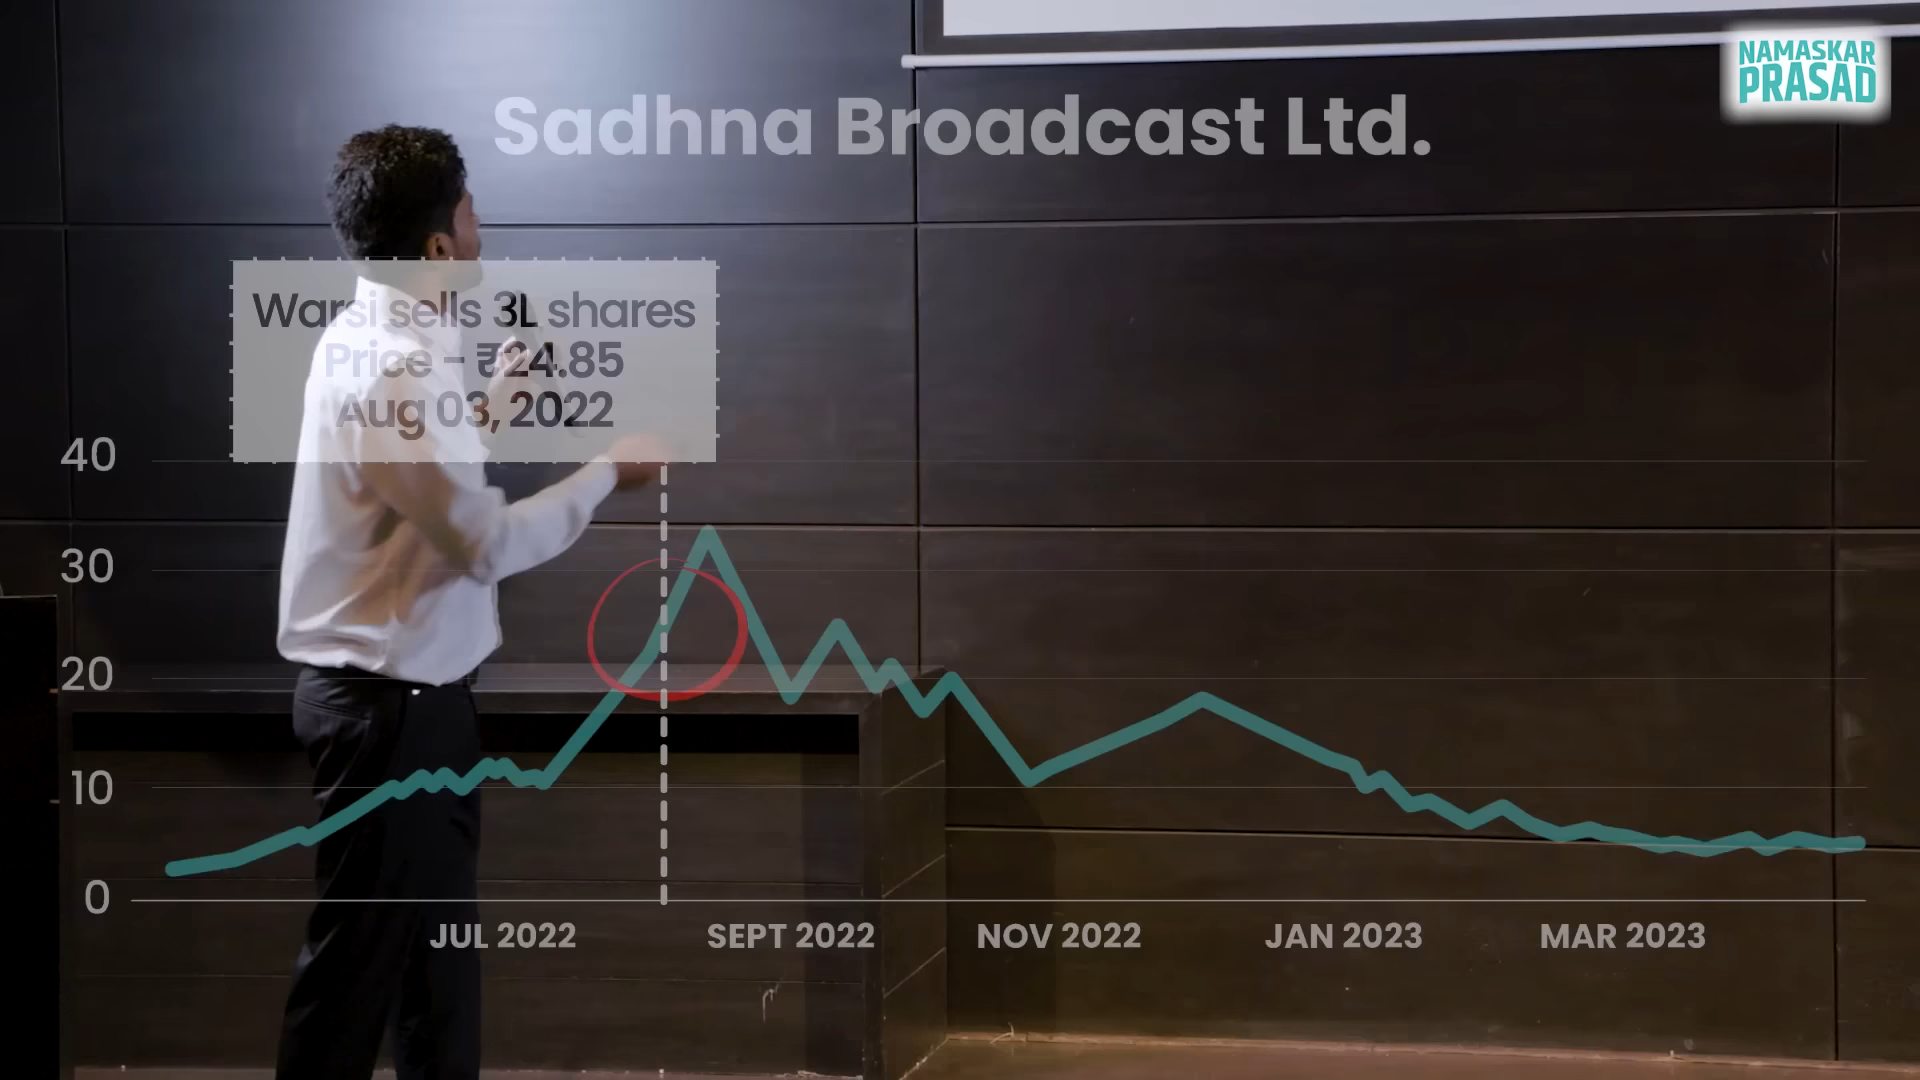 NAMASKAR
PRASAD
Sadhna Broadcast Ltd.
Warsi sells 3L shares
Price - ₹24.85
Aug 03, 2022
40
30
20
10
0
JUL 2022
SEPT 2022
NOV 2022
JAN 2023
MAR 2023